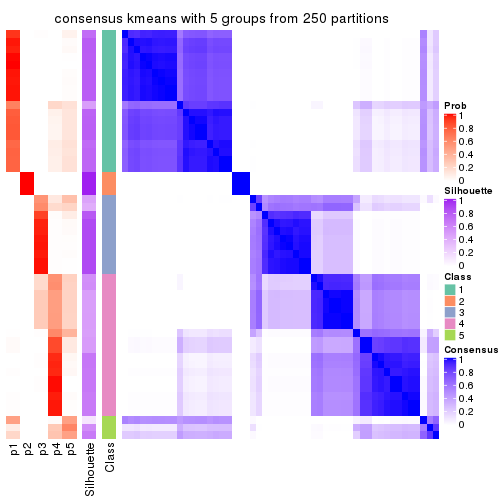 consensus kmeans with 5 groups from 250 partitions
Prob
1
0.8
0.6
0.4
0.2
0
Silhouette
1
0.8
0.6
0.4
0.2
0
Class
1
2
3
4
5
Consensus
1
0.8
0.6
0.4
0.2
0
p1
p2
p3
p4
p5
Silhouette
Class